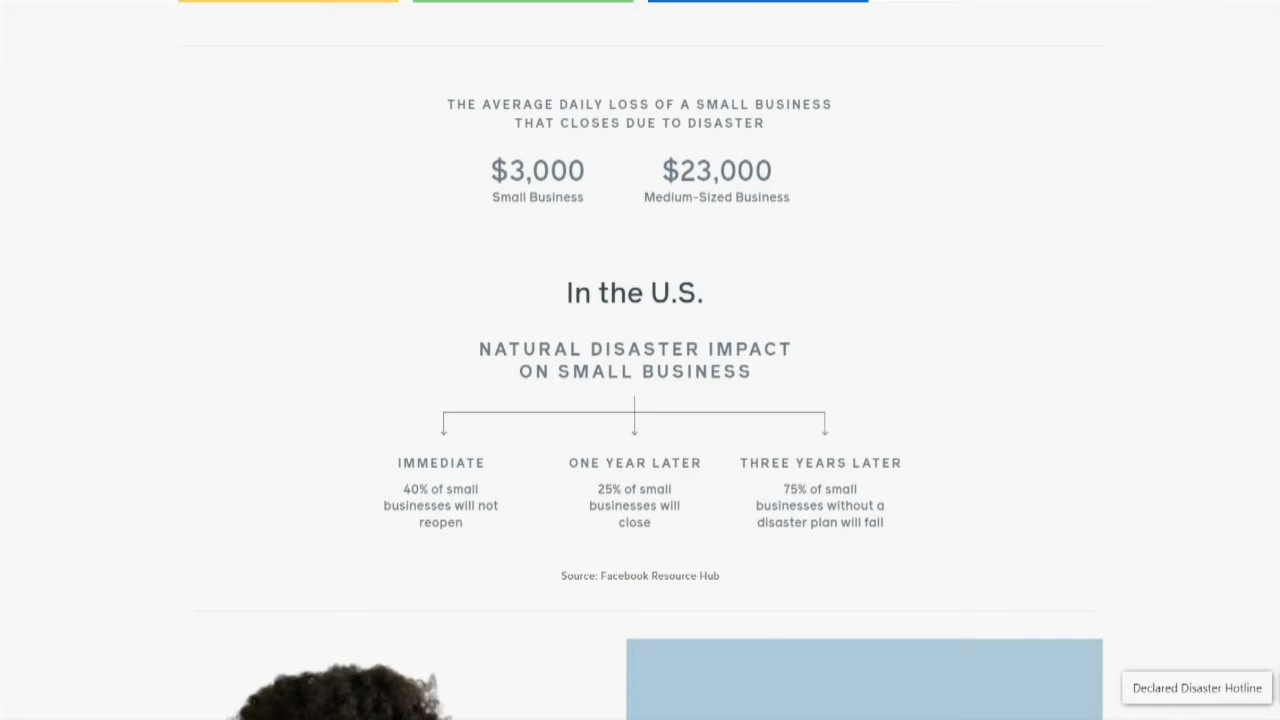 THE AVERAGE DAILY LOSS OF A SMALL BUSINESS
THAT CLOSES DUE TO DISASTER
$3,000
Small Business
$23,000
Medium-Sized Business
In the U.S.
NATURAL DISASTER IMPACT
ON SMALL BUSINESS
IMMEDIATE
40% of small
businesses will not
reopen
ONE YEAR LATER
25% of small
businesses will
close
THREE YEARS LATER
75% of small
businesses without a
disaster plan will fail
Source: Facebook Resource Hub
Declared Disaster Hotline